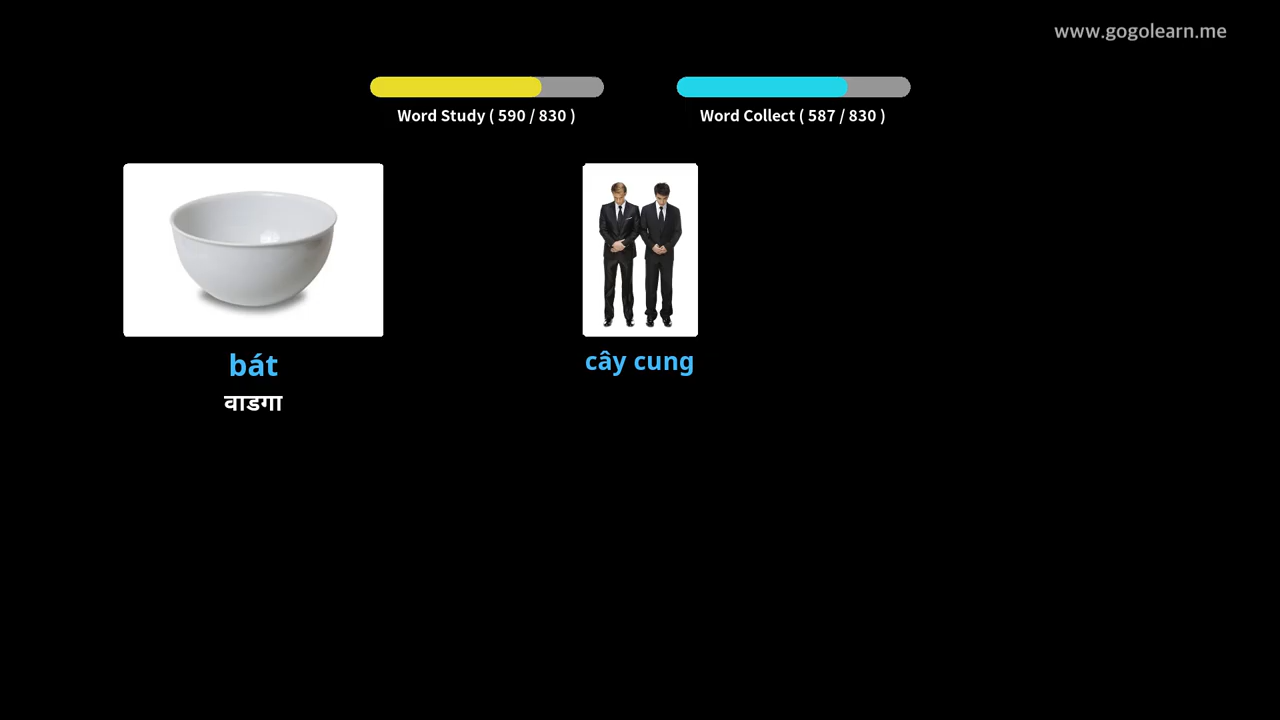 www.gogolearn.me
Word Study ( 590 / 830 )
Word Collect ( 587 / 830 )
bát
वाडगा
cây cung